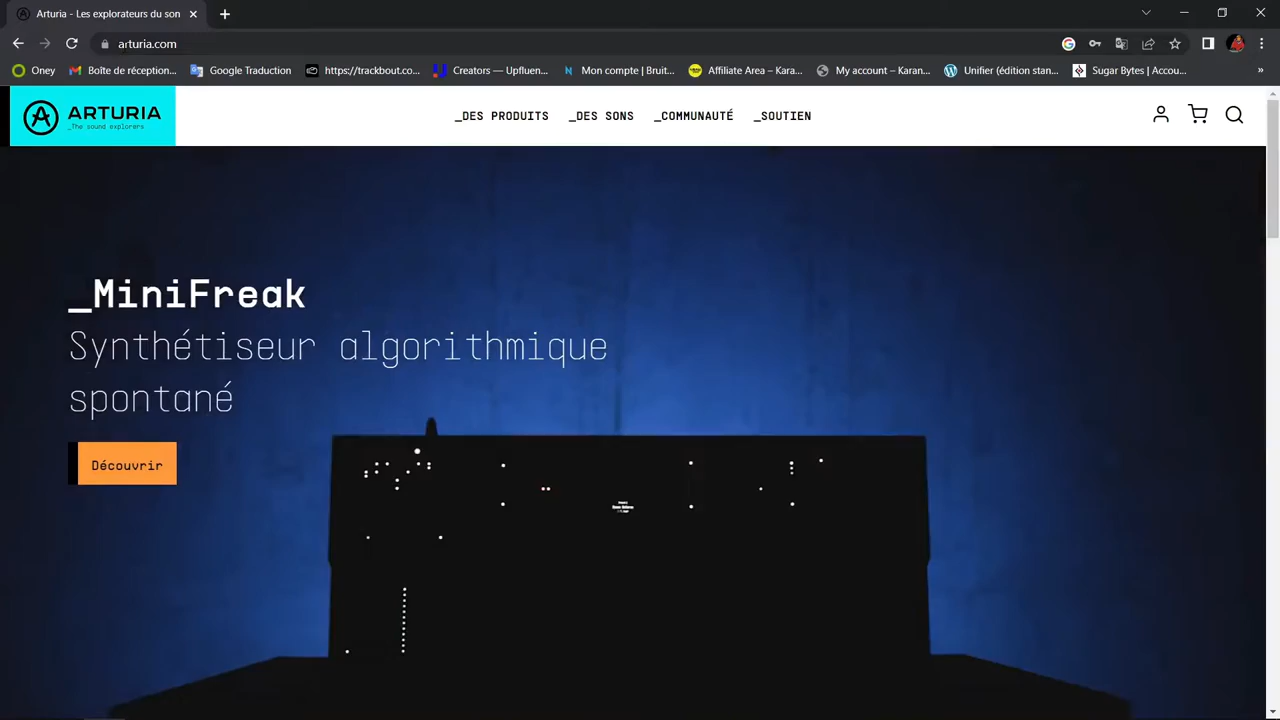 Arturia - Les explorateurs du son
arturia.com
Oney
Boîte de réception...
Google Traduction
https://trackbout.co...
Creators — Upfluen...
Mon compte | Bruit...
Affiliate Area – Kara...
My account – Karan...
Unifier (édition stan...
Sugar Bytes | Accou...
ARTURIA
_The sound explorers
_DES PRODUITS
_DES SONS
_COMMUNAUTÉ
_SOUTIEN
_MiniFreak
Synthétiseur algorithmique
spontané
Découvrir